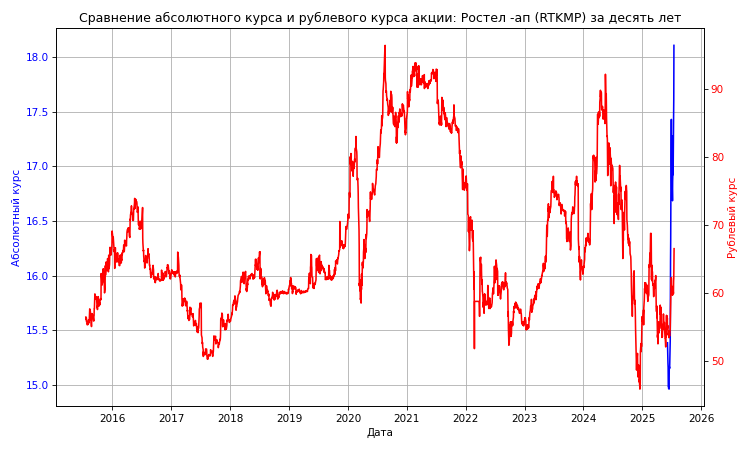 Сравнение абсолютного курса и рублевого курса акции: Ростел -ап (RTKMP) за десять лет
18.0
17.5
17.0
16.5
16.0
15.5
15.0
Абсолютный курс
90
80
70
60
50
Рублевый курс
2016 2017 2018 2019 2020 2021 2022 2023 2024 2025 2026
Дата